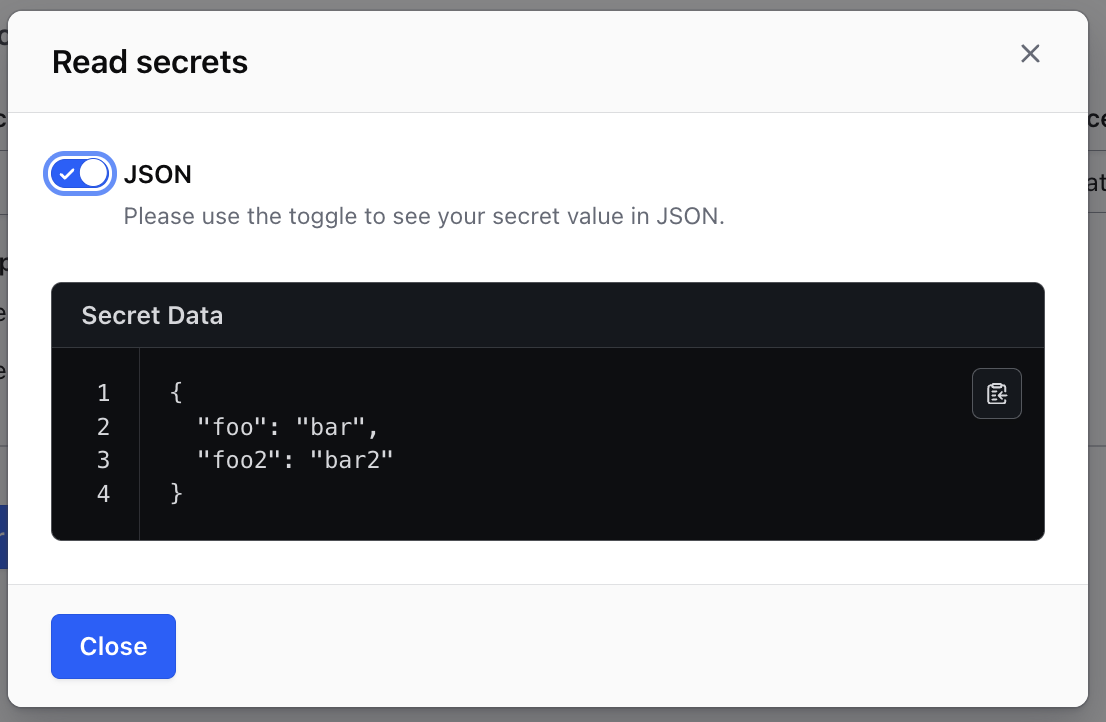 Read secrets
JSON
Please use the toggle to see your secret value in JSON.
Secret Data
1 {
2   "foo": "bar",
3   "foo2": "bar2"
4 }
Close